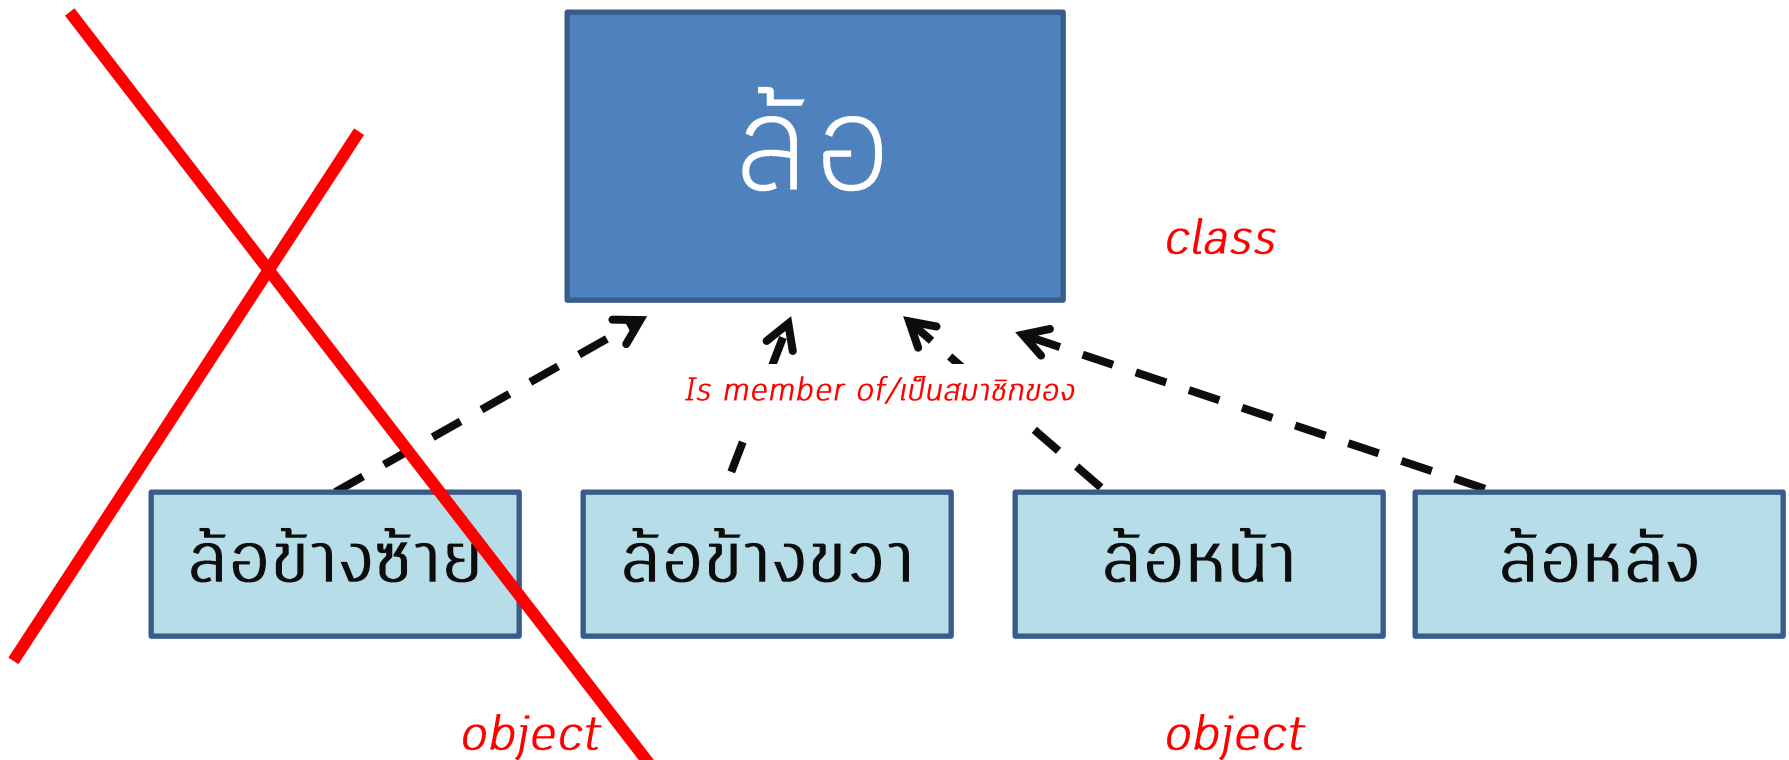 ล้อ
class
Is member of/เป็นสมาชิกของ
ล้อข้างซ้าย
ล้อข้างขวา
ล้อหน้า
ล้อหลัง
object
object